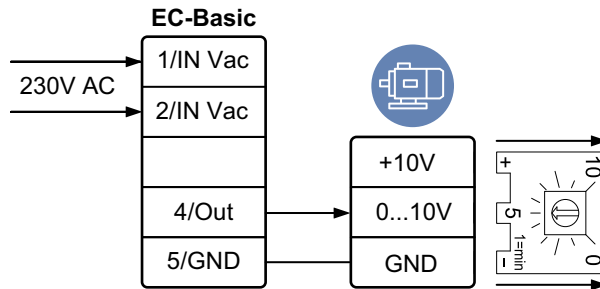 EC-Basic
230V AC
1/IN Vac
2/IN Vac
4/Out
5/GND
+10V
0...10V
GND
+ 10
5
1=min
- 0